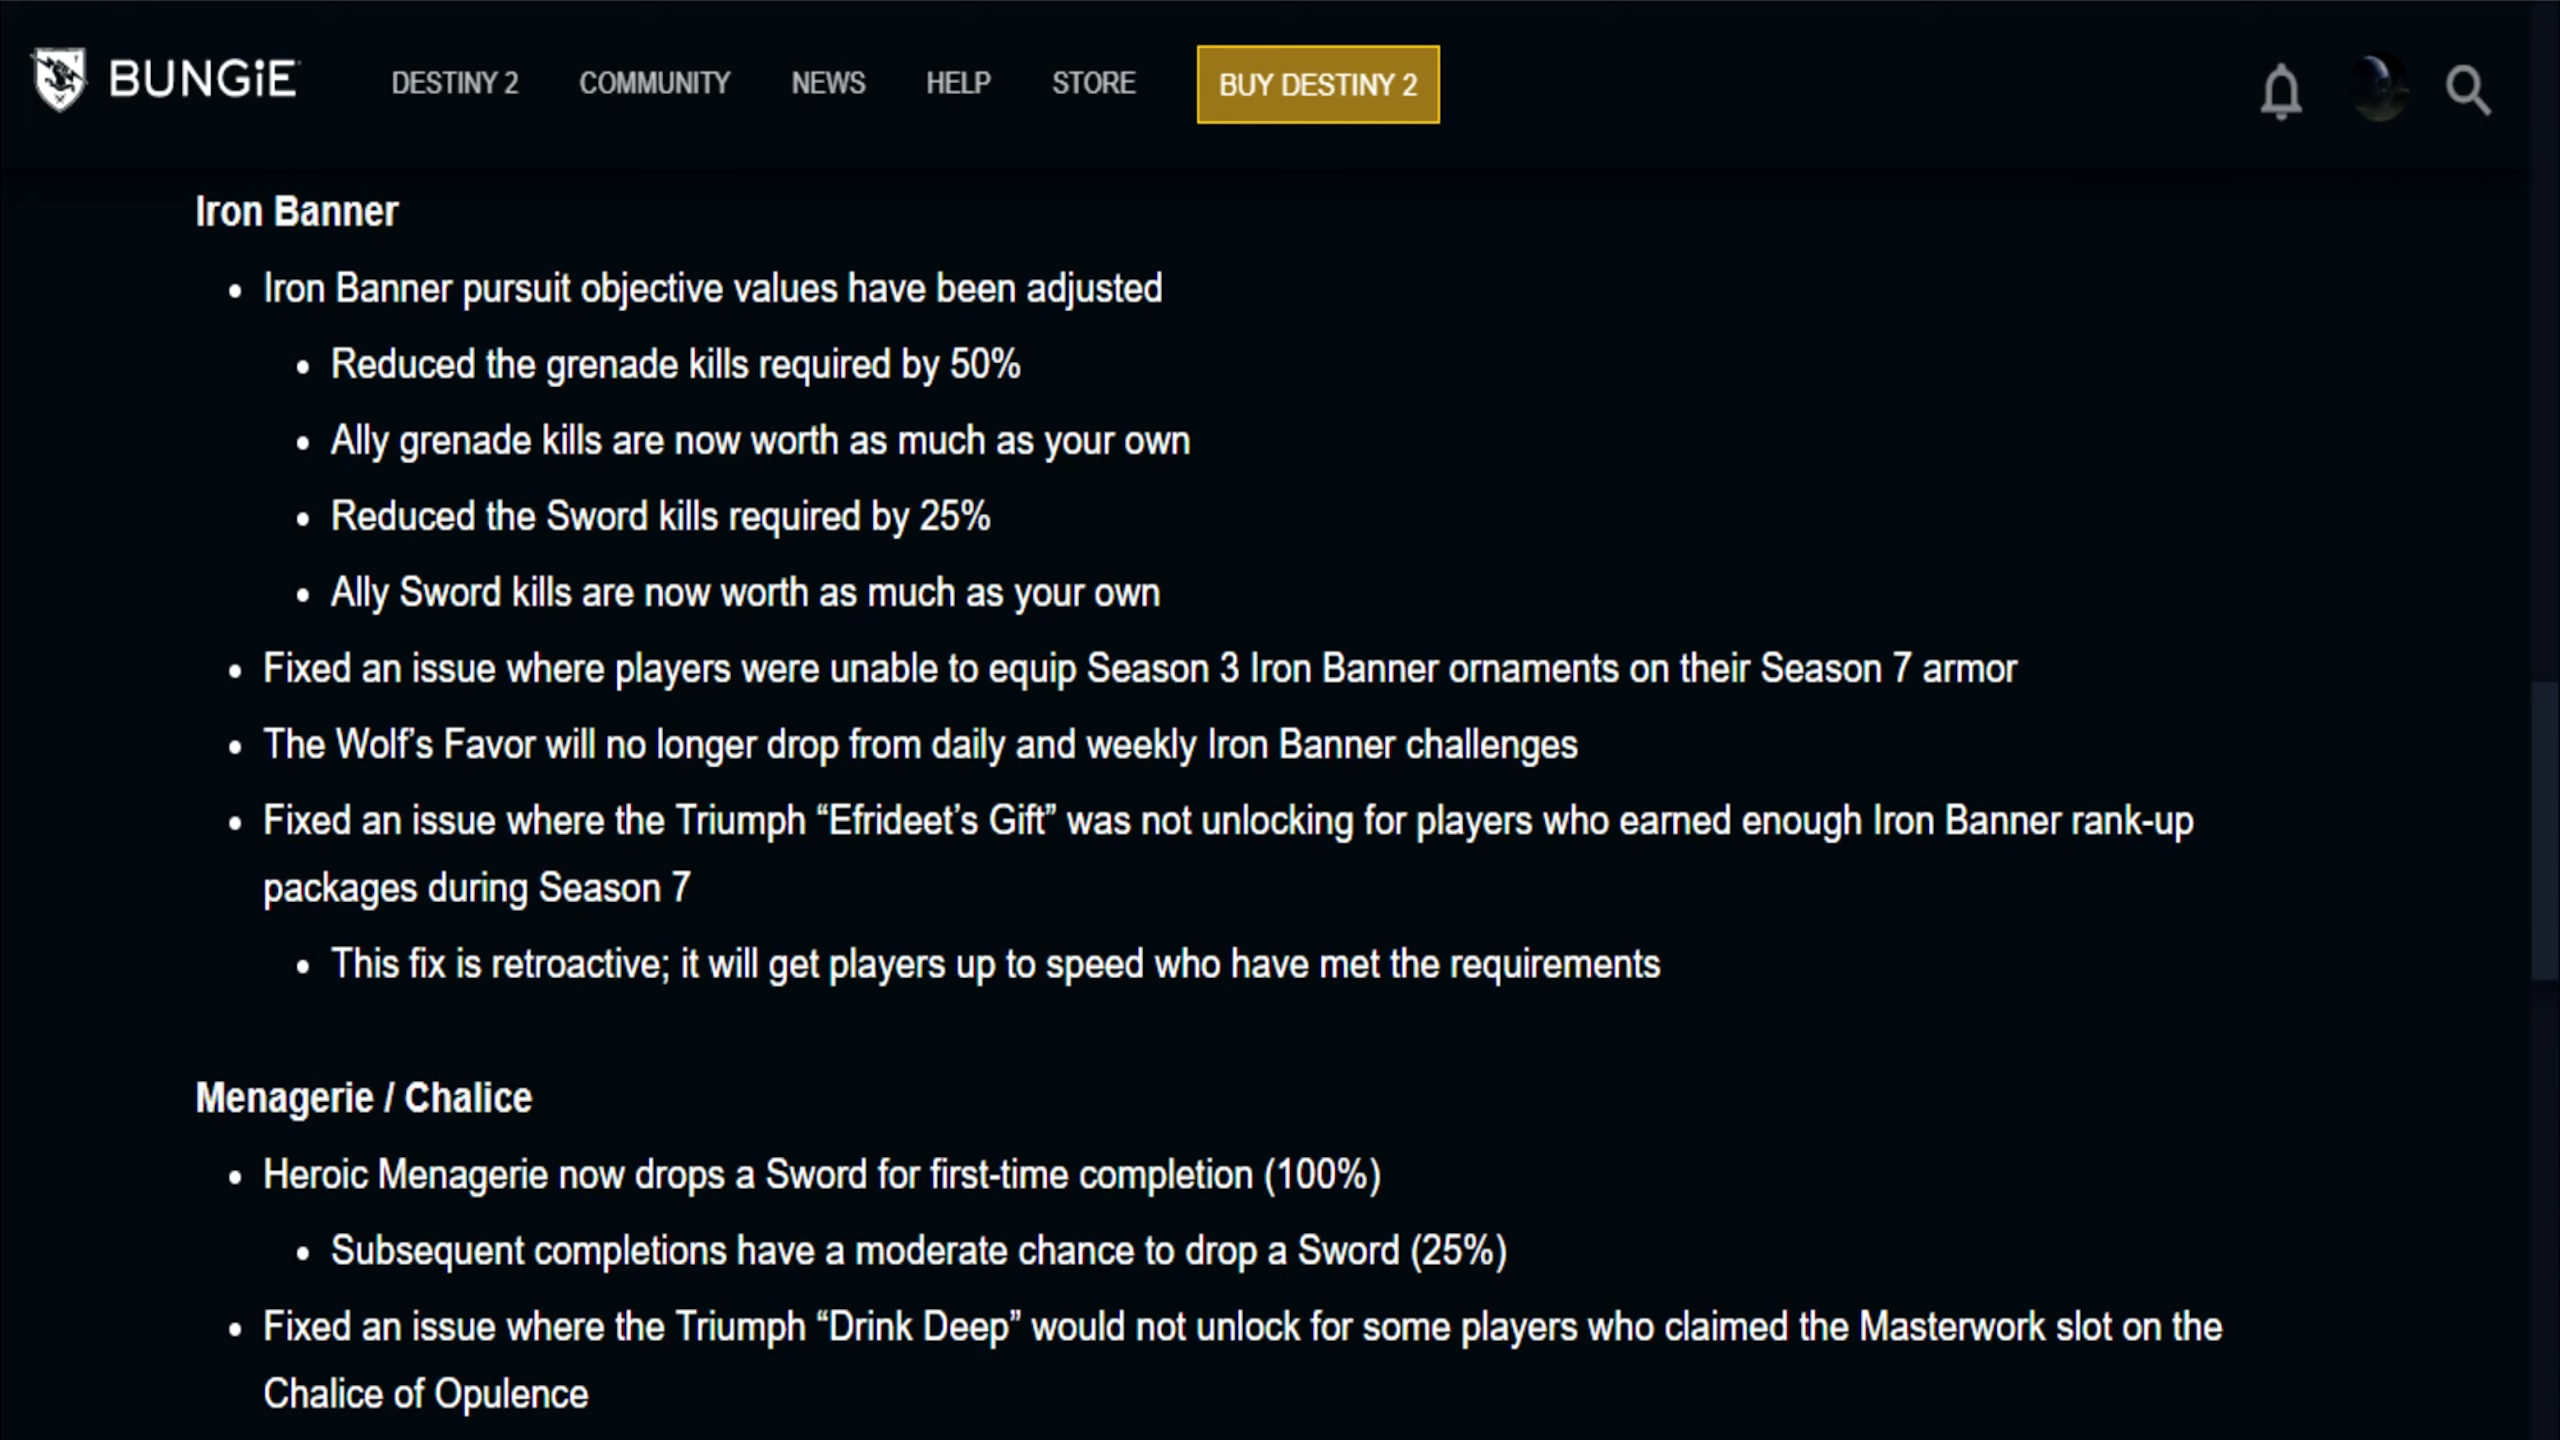 BUNGiE DESTINY 2 COMMUNITY NEWS HELP STORE BUY DESTINY 2
Iron Banner
• Iron Banner pursuit objective values have been adjusted
• Reduced the grenade kills required by 50%
• Ally grenade kills are now worth as much as your own
• Reduced the Sword kills required by 25%
• Ally Sword kills are now worth as much as your own
• Fixed an issue where players were unable to equip Season 3 Iron Banner ornaments on their Season 7 armor
• The Wolf’s Favor will no longer drop from daily and weekly Iron Banner challenges
• Fixed an issue where the Triumph “Efrideet’s Gift” was not unlocking for players who earned enough Iron Banner rank-up
packages during Season 7
• This fix is retroactive; it will get players up to speed who have met the requirements
Menagerie / Chalice
• Heroic Menagerie now drops a Sword for first-time completion (100%)
• Subsequent completions have a moderate chance to drop a Sword (25%)
• Fixed an issue where the Triumph “Drink Deep” would not unlock for some players who claimed the Masterwork slot on the
Chalice of Opulence